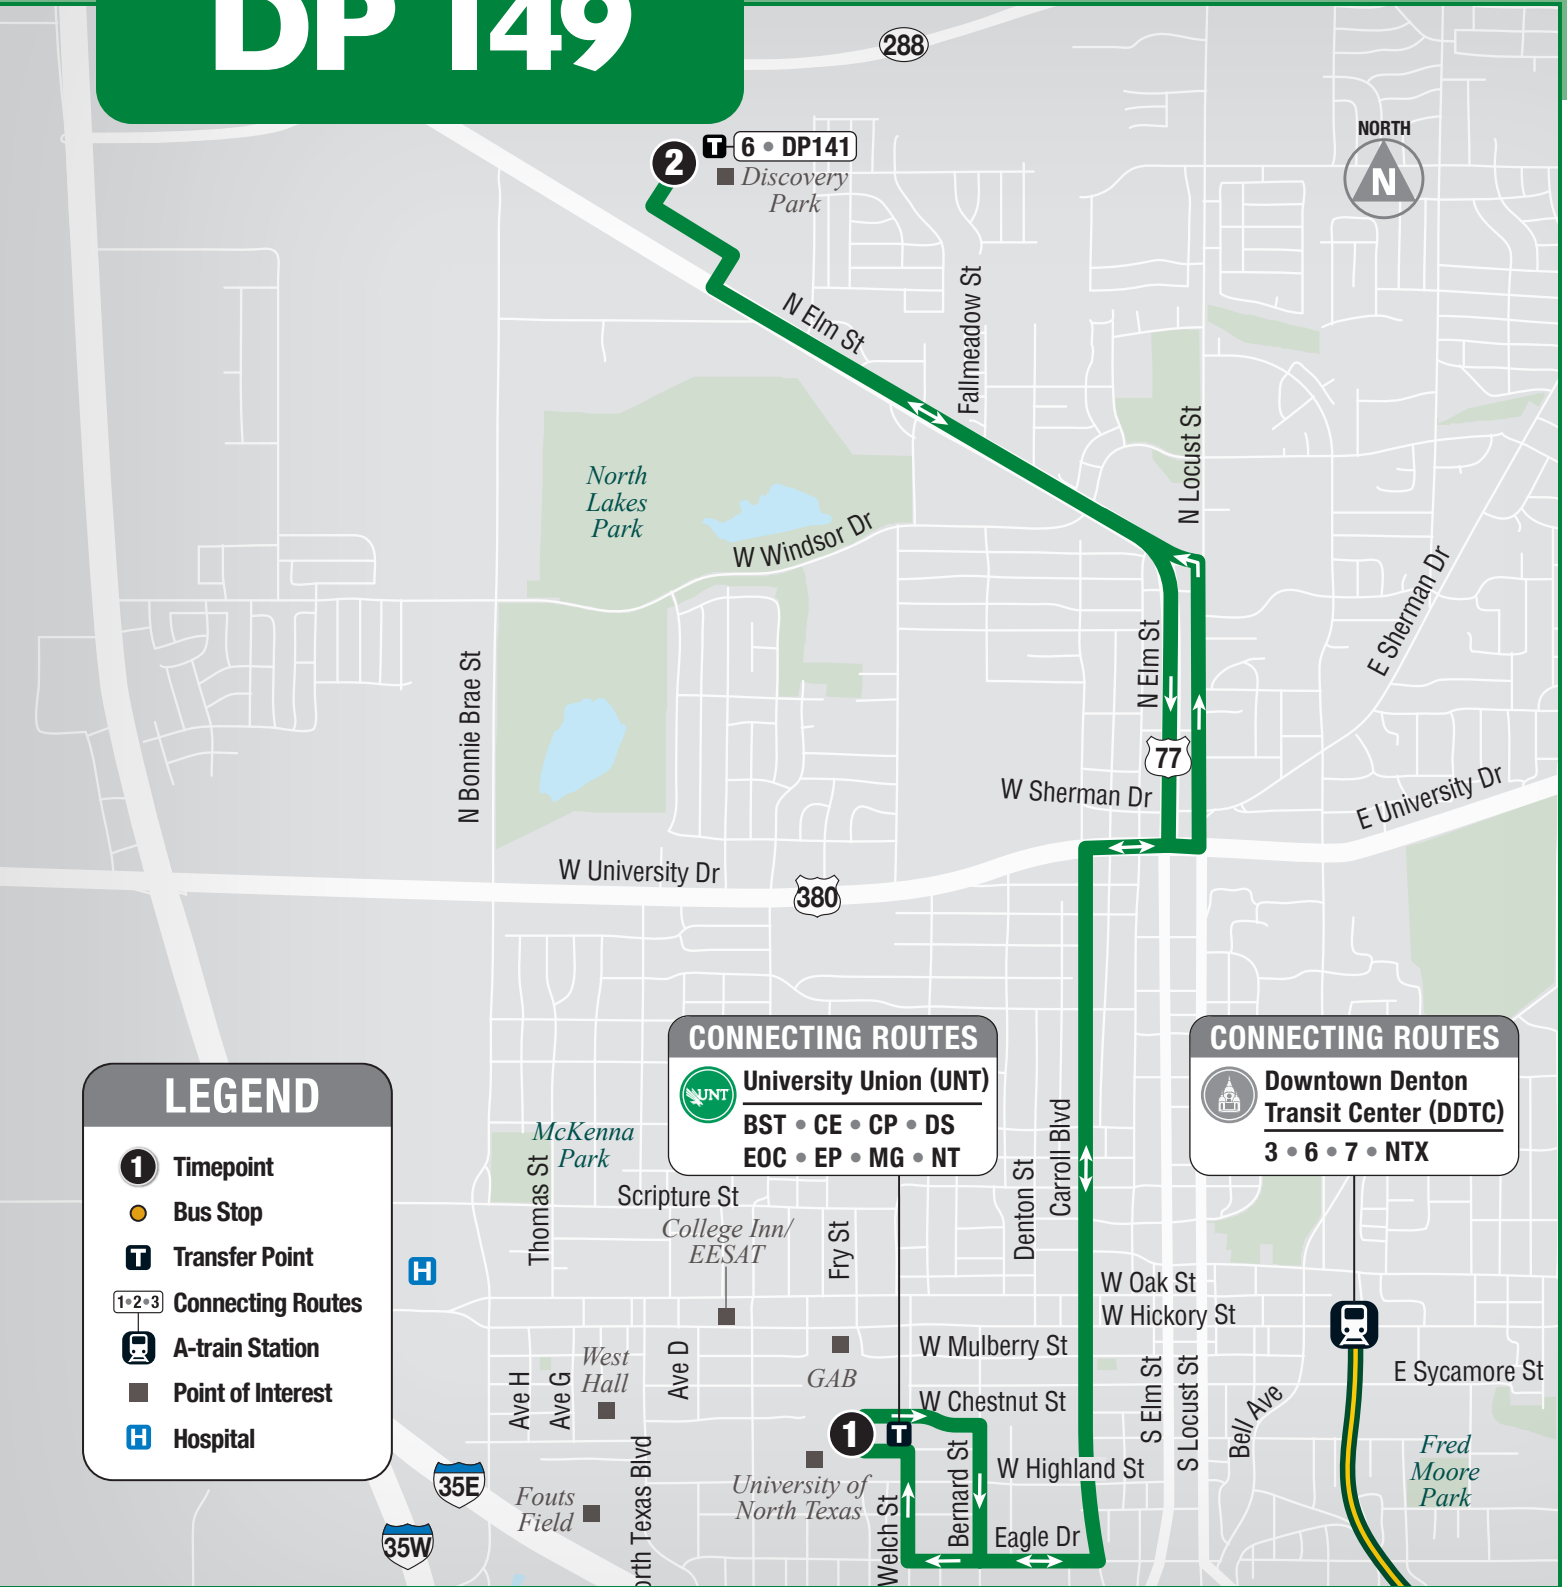 DP 149
288
NORTH
N
2
T
6 • DP141
Discovery
Park
N Elm St
Fallmeadow St
N Locust St
North
Lakes
Park
W Windsor Dr
E Sherman Dr
N Elm St
N Bonnie Brae St
77
W Sherman Dr
E University Dr
W University Dr
380
CONNECTING ROUTES
UNT
University Union (UNT)
BST • CE • CP • DS
EOC • EP • MG • NT
CONNECTING ROUTES
Downtown Denton
Transit Center (DDTC)
3 • 6 • 7 • NTX
LEGEND
1 Timepoint
Bus Stop
T Transfer Point
1•2•3 Connecting Routes
A-train Station
Point of Interest
H Hospital
H
McKenna
Park
Thomas St
Scripture St
College Inn/
EESAT
Fry St
Denton St
Carroll Blvd
W Oak St
W Hickory St
W Mulberry St
GAB
West
Hall
Ave H
Ave G
Ave D
W Chestnut St
1
T
S Elm St
S Locust St
Bell Ave
E Sycamore St
Fred
Moore
Park
W Highland St
University of
North Texas
Bernard St
Welch St
Eagle Dr
Fouts
Field
orth Texas Blvd
35E
35W